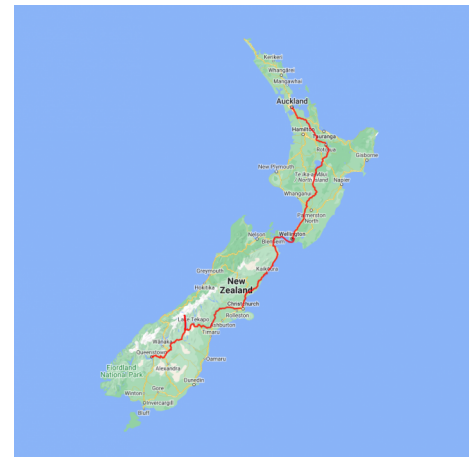 Kerikeri
Whangārei
Mangawhai
Auckland
Hamilton
Tauranga
Rotorua
Gisborne
New Plymouth
Te Ika-a-Māui
North Island
Napier
Whanganui
Palmerston
North
Wellington
Nelson
Blenheim
Greymouth
Kaikōura
New
Zealand
Hokitika
Christchurch
Rolleston
Lake Tekapo
Ashburton
Timaru
Wānaka
Queenstown
Oamaru
Fiordland
National Park
Alexandra
Dunedin
Gore
Winton
Invercargill
Bluff